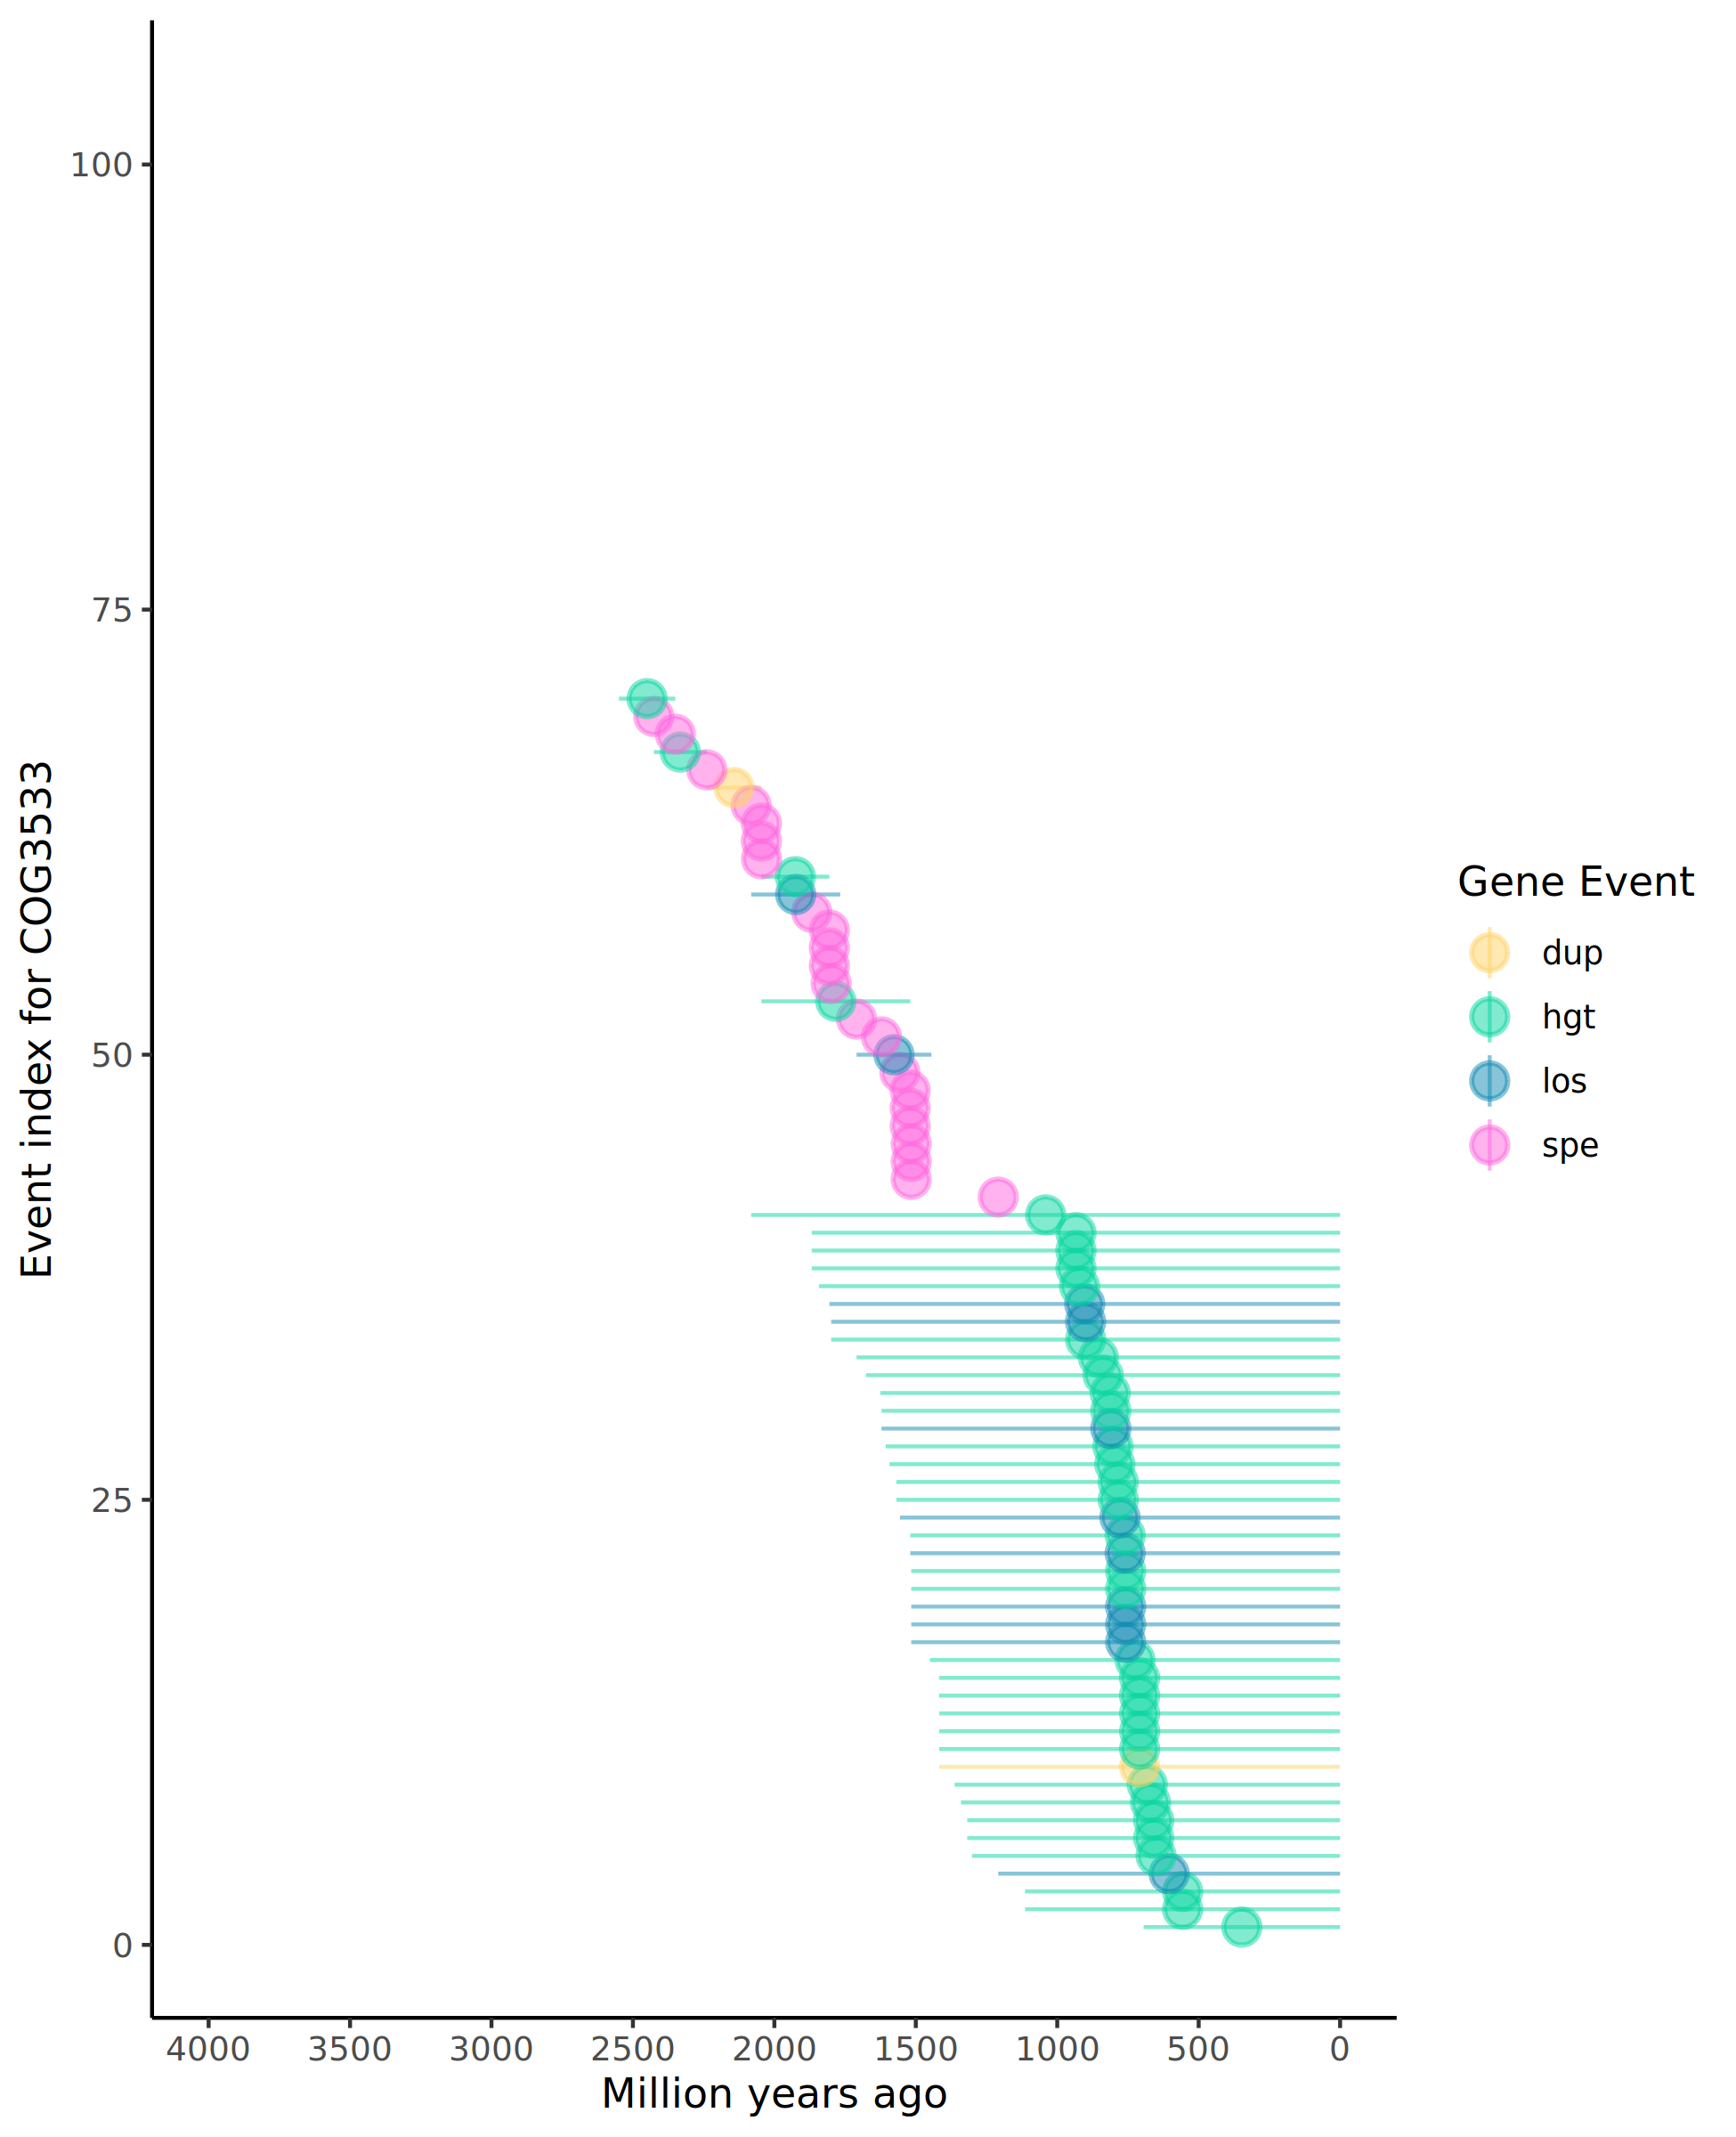 Event index for COG3533
100
75
50
25
0
4000 3500 3000 2500 2000 1500 1000 500 0
Million years ago
Gene Event
dup
hgt
los
spe